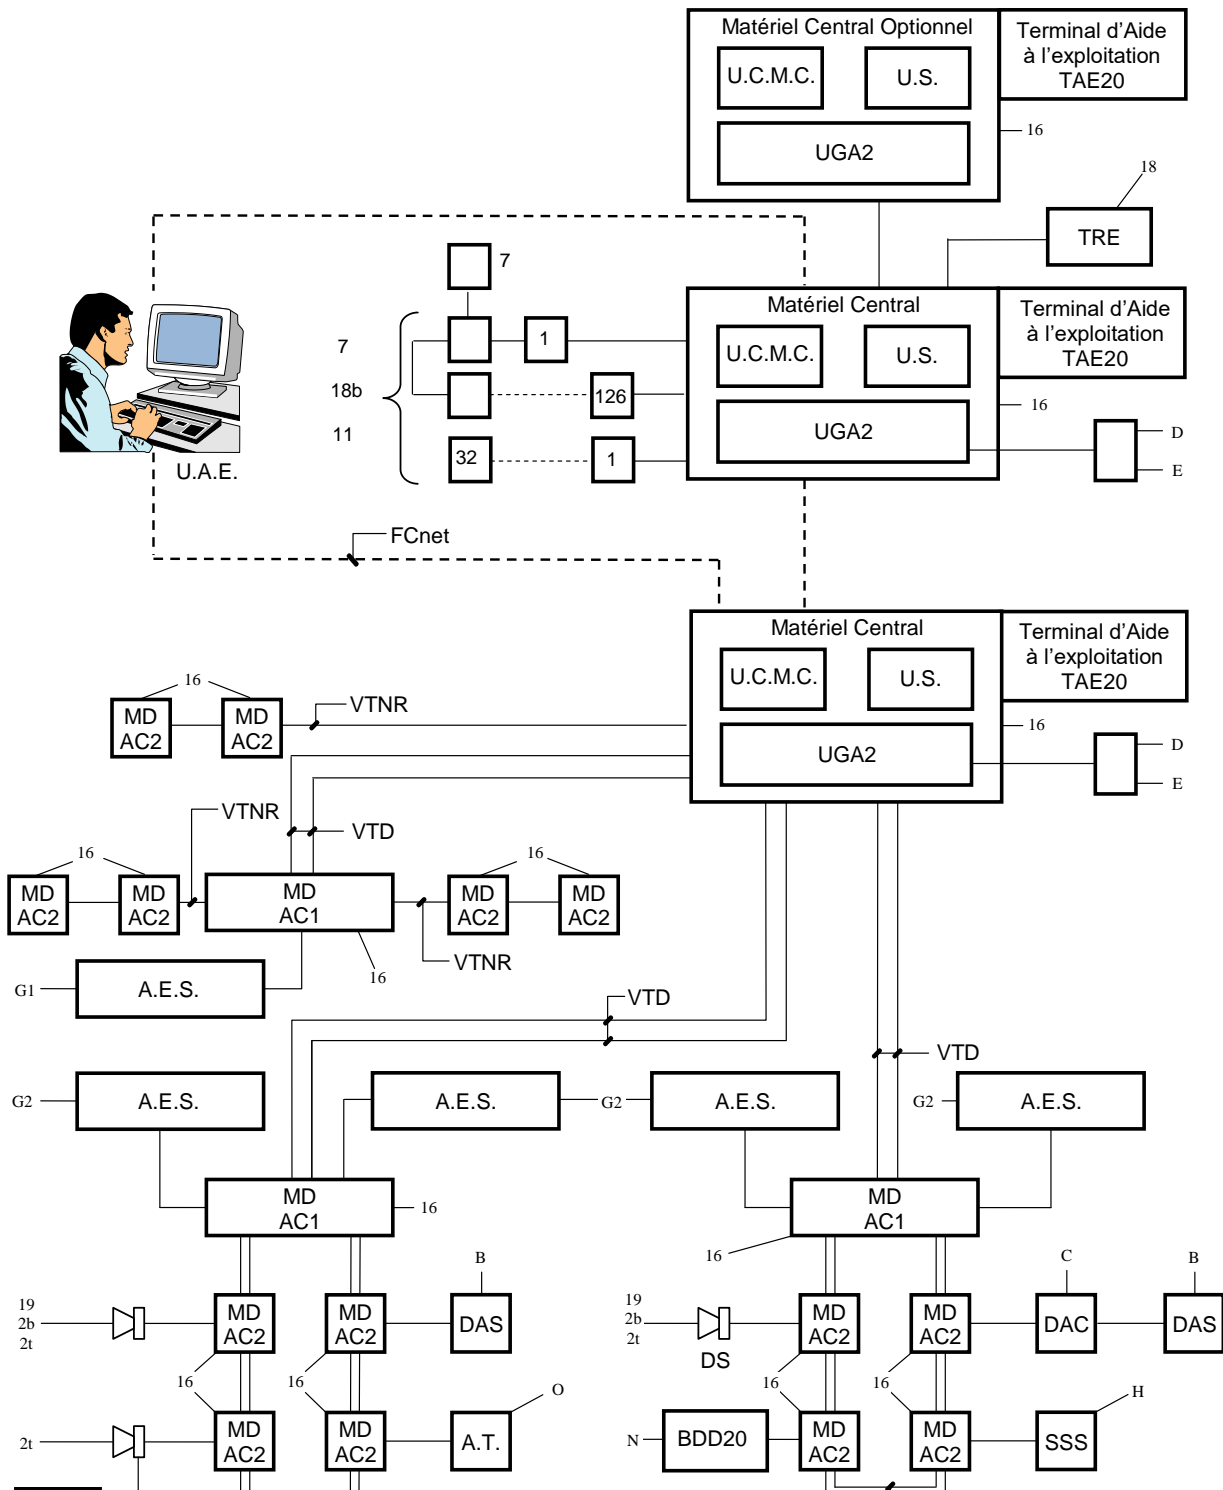 Matériel Central Optionnel
Terminal d'Aide
à l'exploitation
TAE20
U.C.M.C.
U.S.
UGA2
16
18
TRE
7
Matériel Central
Terminal d'Aide
à l'exploitation
TAE20
7
1
U.C.M.C.
U.S.
18b
126
16
11
UGA2
D
32
1
E
U.A.E.
FCnet
Matériel Central
Terminal d'Aide
à l'exploitation
TAE20
U.C.M.C.
U.S.
16
MD
AC2
MD
AC2
VTNR
16
UGA2
D
E
VTNR
VTD
16
16
MD
AC2
MD
AC2
MD
AC1
MD
AC2
MD
AC2
VTNR
16
G1
A.E.S.
VTD
VTD
G2
A.E.S.
A.E.S.
G2
A.E.S.
G2
A.E.S.
MD
AC1
16
MD
AC1
16
B
C
B
19
2b
2t
MD
AC2
MD
AC2
DAS
19
2b
2t
DS
MD
AC2
MD
AC2
DAC
DAS
16
16
O
16
16
H
2t
MD
AC2
MD
AC2
A.T.
N
BDD20
MD
AC2
MD
AC2
SSS